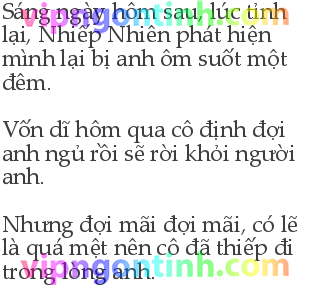 Sáng ngày hôm sau, lúc tỉnh
lại, Nhiếp Nhiên phát hiện
mình lại bị anh ôm suốt một
đêm.
Vốn dĩ hôm qua cô định đợi
anh ngủ rồi sẽ rời khỏi người
anh.
Nhưng đợi mãi đợi mãi, có lẽ
là quá mệt nên cô đã thiếp đi
trong lòng anh.
vipngontinh.com
vipngontinh.com